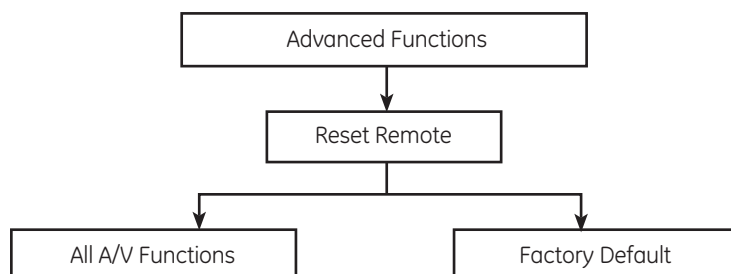 Advanced Functions
Reset Remote
All A/V Functions
Factory Default